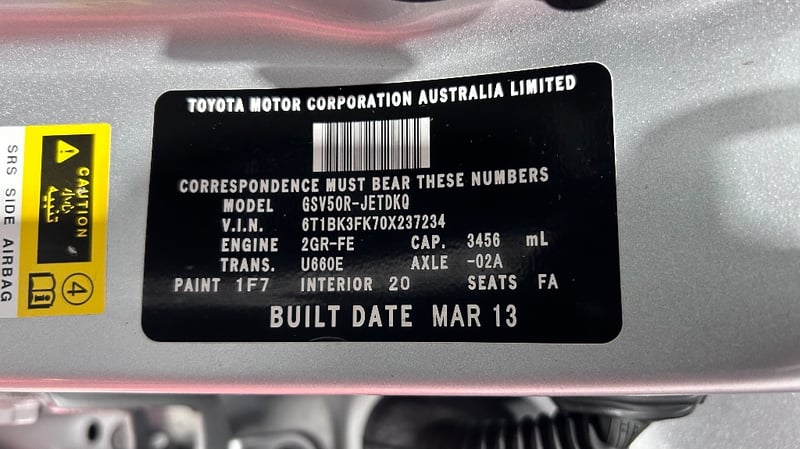 TOYOTA MOTOR CORPORATION AUSTRALIA LIMITED
CORRESPONDENCE MUST BEAR THESE NUMBERS
MODEL GSV50R-JETDKQ
V.I.N. 6T1BK3FK70X237234
ENGINE 2GR-FE CAP. 3456 mL
TRANS. U660E AXLE -02A
PAINT 1F7 INTERIOR 20 SEATS FA
BUILT DATE MAR 13
CAUTION
تنبيه
SRS SIDE AIRBAG
4